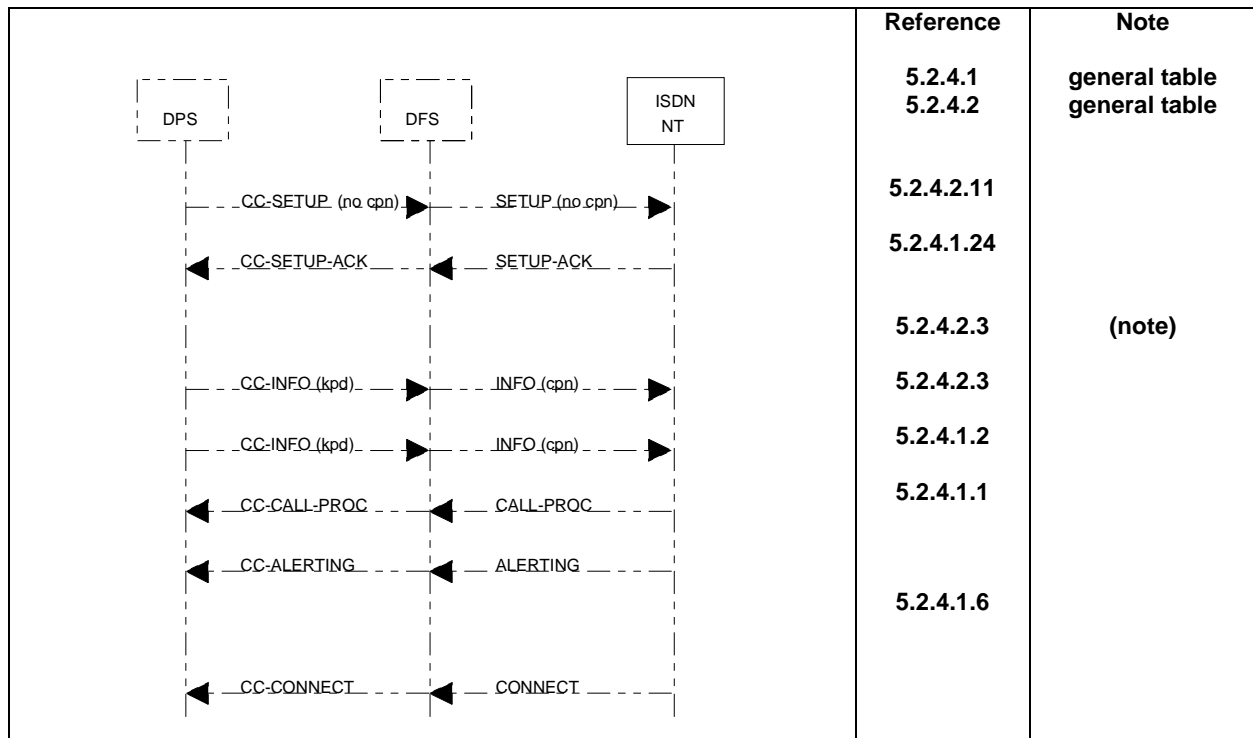 Reference Note
5.2.4.1 general table
5.2.4.2 general table
DPS DFS ISDN
NT
5.2.4.2.11
CC-SETUP (no cpn) SETUP (no cpn)
5.2.4.1.24
CC-SETUP-ACK SETUP-ACK
5.2.4.2.3 (note)
CC-INFO (kpd) INFO (cpn) 5.2.4.2.3
5.2.4.1.2
CC-INFO (kpd) INFO (cpn)
5.2.4.1.1
CC-CALL-PROC CALL-PROC
CC-ALERTING ALERTING
5.2.4.1.6
CC-CONNECT CONNECT